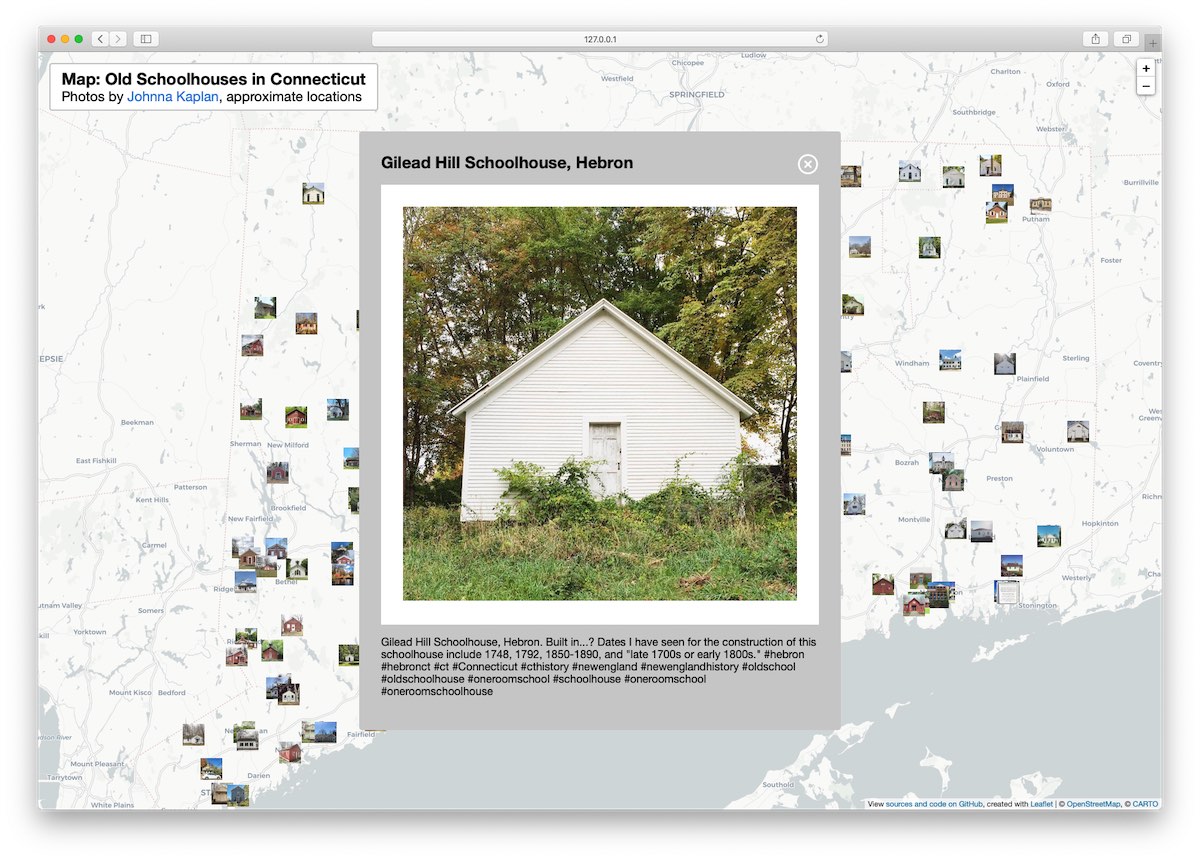 127.0.0.1
Map: Old Schoolhouses in Connecticut
Photos by Johnna Kaplan, approximate locations
+
−
Gilead Hill Schoolhouse, Hebron
Gilead Hill Schoolhouse, Hebron. Built in...? Dates I have seen for the construction of this
schoolhouse include 1748, 1792, 1850-1890, and "late 1700s or early 1800s." #hebron
#hebronct #ct #Connecticut #cthistory #newengland #newenglandhistory #oldschool
#oldschoolhouse #oneroomschool #schoolhouse #oneroomschool
#oneroomschoolhouse
Ludlow
Chicopee
Westfield
SPRINGFIELD
Charlton
Oxford
Southbridge
Webster
Burrillville
Putnam
Foster
EPSIE
Windham
Sterling
Coventr
Plainfield
Beekman
Sherman
New Milford
East Fishkill
Voluntown
Bozrah
Preston
Patterson
Kent Hills
Brookfield
New Fairfield
Montville
Hopkinton
Carmel
Bethel
Ridge
Westerly
Stonington
utnam Valley
Somers
Yorktown
Mount Kisco
Bedford
Fairfield
dson River
Mount Pleasant
Tarrytown
Darien
White Plains
Southold
View sources and code on GitHub, created with Leaflet | © OpenStreetMap, © CARTO